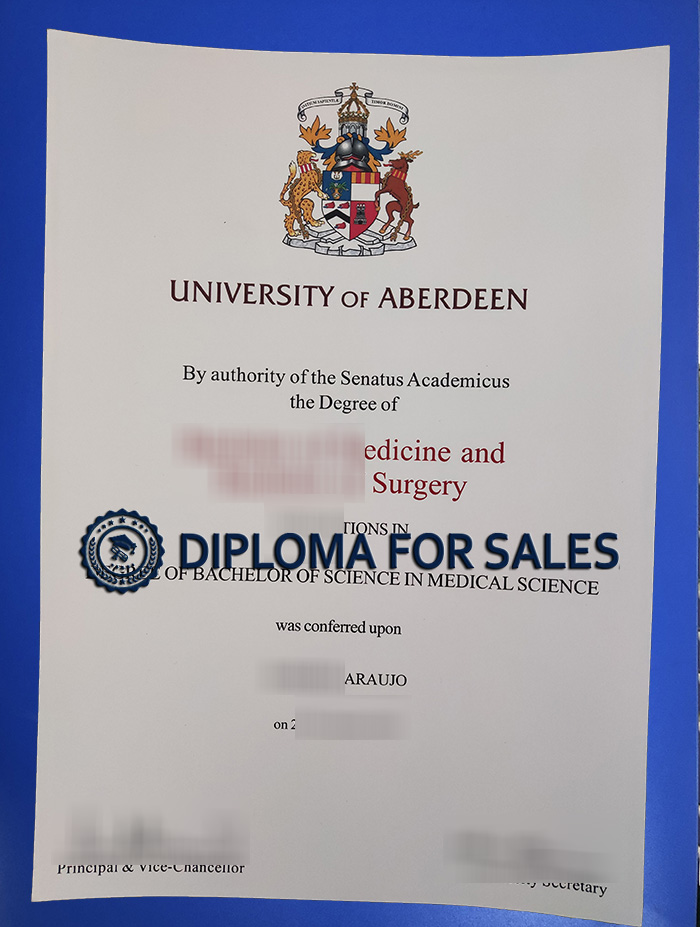 UNIVERSITY OF ABERDEEN
By authority of the Senatus Academicus
the Degree of
edicine and
Surgery
TIONS IN
DIPLOMA FOR SALES
OF BACHELOR OF SCIENCE IN MEDICAL SCIENCE
was conferred upon
ARAUJO
on 2
Principal & Vice-Chancellor
Secretary